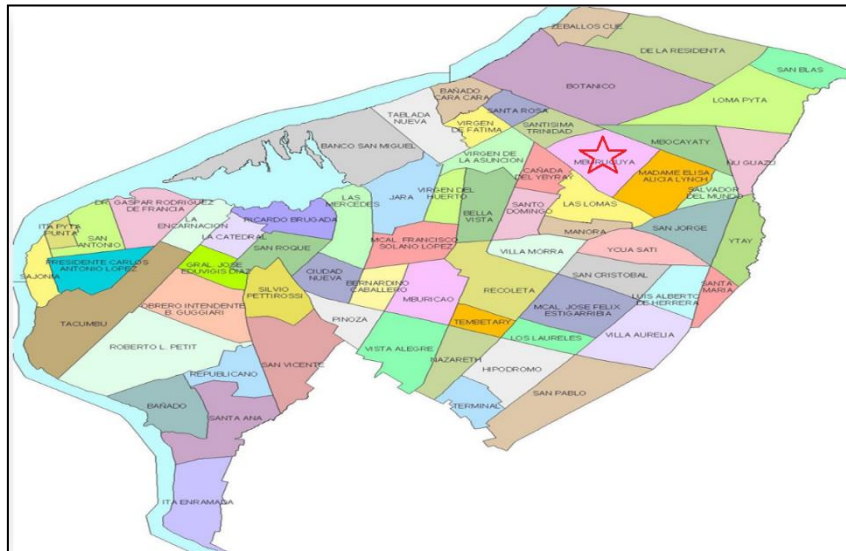 ZEBALLOS CUE
DE LA RESIDENTA
SAN BLAS
BOTANICO
BAÑADO
CARA CARA
LOMA PYTA
TABLADA
NUEVA
SANTA ROSA
VIRGEN
DE FATIMA
SANTISIMA
TRINIDAD
BANCO SAN MIGUEL
VIRGEN DE
LA ASUNCION
MBOCAYATY
MBURUCUYA
ÑU GUAZU
CAÑADA
DEL YBYRAY
MADAME ELISA
ALICIA LYNCH
DR. GASPAR RODRIGUEZ
DE FRANCIA
LAS
MERCEDES
JARA
VIRGEN DEL
HUERTO
BELLA
VISTA
SANTO
DOMINGO
LAS LOMAS
SALVADOR
DEL MUNDO
ITA PYTA
PUNTA
SAN
ANTONIO
LA
ENCARNACION
RICARDO BRUGADA
LA CATEDRAL
SAN ROQUE
MCAL. FRANCISCO
SOLANO LOPEZ
MANORA
SAN JORGE
YTAY
VILLA MORRA
YCUA SATI
PRESIDENTE CARLOS
ANTONIO LOPEZ
SAJONIA
GRAL. JOSE
EDUVIGIS DIAZ
CIUDAD
NUEVA
BERNARDINO
CABALLERO
MBURICAO
RECOLETA
SAN CRISTOBAL
SANTA
MARIA
SILVIO
PETTIROSSI
LUIS ALBERTO
DE HERRERA
OBRERO INTENDENTE
B. GUGGIARI
MCAL. JOSE FELIX
ESTIGARRIBIA
TACUMBU
PINOZA
TEMBETARY
LOS LAURELES
VILLA AURELIA
ROBERTO L. PETIT
VISTA ALEGRE
NAZARETH
HIPODROMO
SAN VICENTE
REPUBLICANO
SAN PABLO
BAÑADO
TERMINAL
SANTA ANA
ITA ENRAMADA